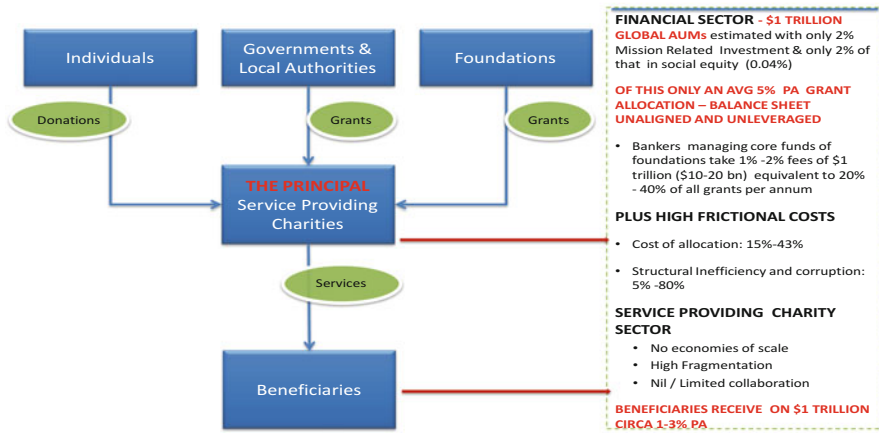 Individuals
Governments &
Local Authorities
Foundations
Donations
Grants
Grants
THE PRINCIPAL
Service Providing
Charities
Services
Beneficiaries
FINANCIAL SECTOR - $1 TRILLION
GLOBAL AUMs estimated with only 2%
Mission Related Investment & only 2% of
that in social equity (0.04%)
OF THIS ONLY AN AVG 5% PA GRANT
ALLOCATION – BALANCE SHEET
UNALIGNED AND UNLEVERAGED
• Bankers managing core funds of
foundations take 1% -2% fees of $1
trillion ($10-20 bn) equivalent to 20%
- 40% of all grants per annum
PLUS HIGH FRICTIONAL COSTS
• Cost of allocation: 15%-43%
• Structural Inefficiency and corruption:
5% -80%
SERVICE PROVIDING CHARITY
SECTOR
• No economies of scale
• High Fragmentation
• Nil / Limited collaboration
BENEFICIARIES RECEIVE ON $1 TRILLION
CIRCA 1-3% PA